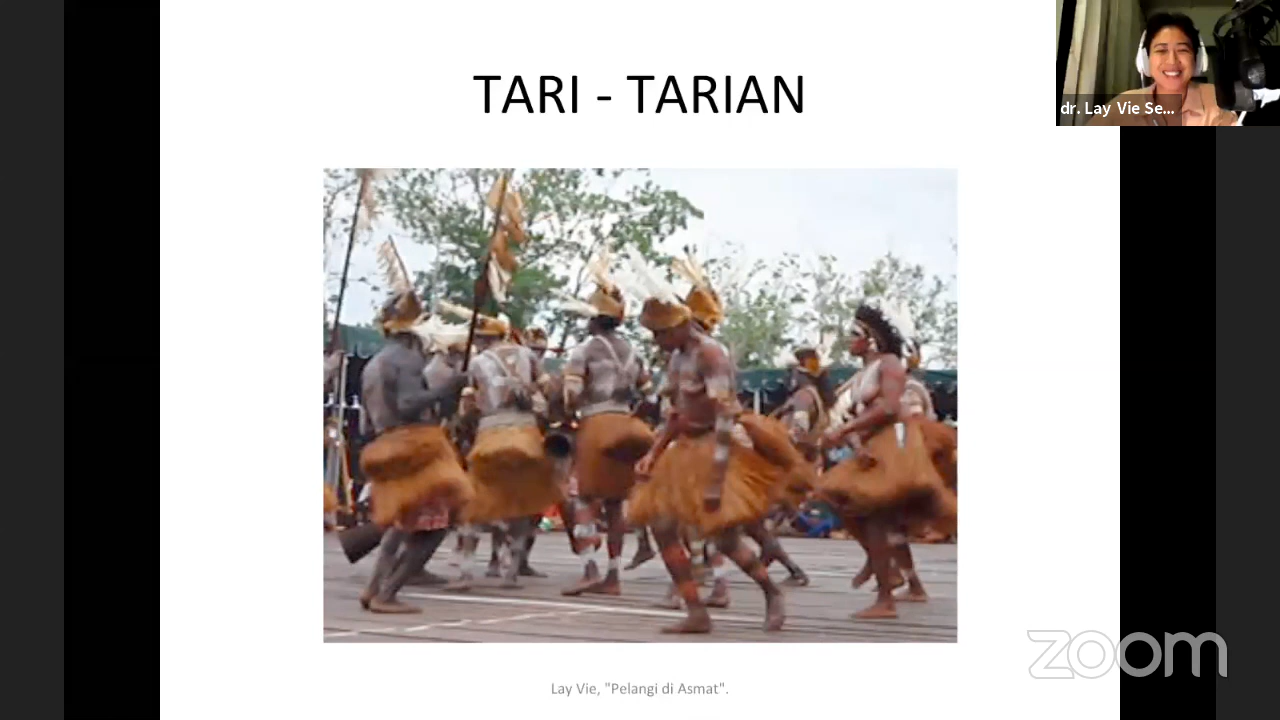 TARI - TARIAN
dr. Lay Vie Se...
Lay Vie, "Pelangi di Asmat".
zoom